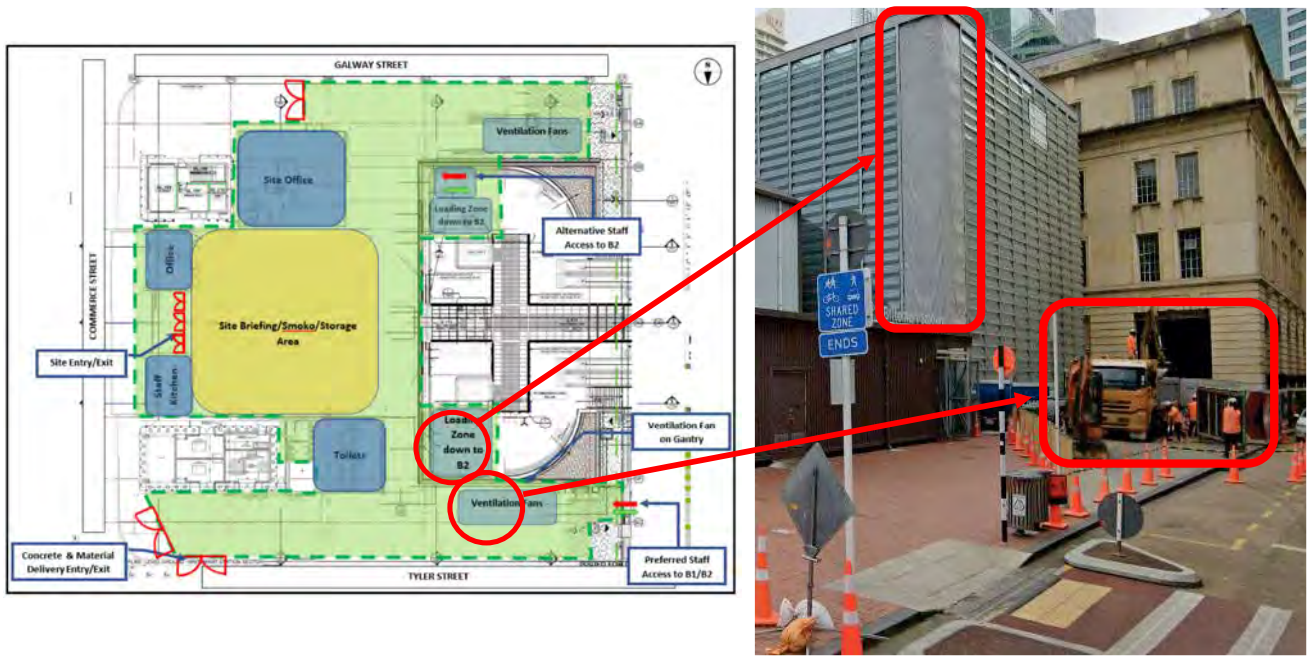 GALWAY STREET
N
Ventilation Fans
Site Office
Loading Zone
down to B2
Alternative Staff
Access to B2
COMMERCE STREET
Office
Site Briefing/Smoko/Storage
Area
Site Entry/Exit
Staff
Kitchen
Loading
Zone
down to
B2
Ventilation Fan
on Gantry
Toilets
Ventilation Fans
Concrete & Material
Delivery Entry/Exit
Preferred Staff
Access to B1/B2
TYLER STREET
SHARED
ZONE
ENDS